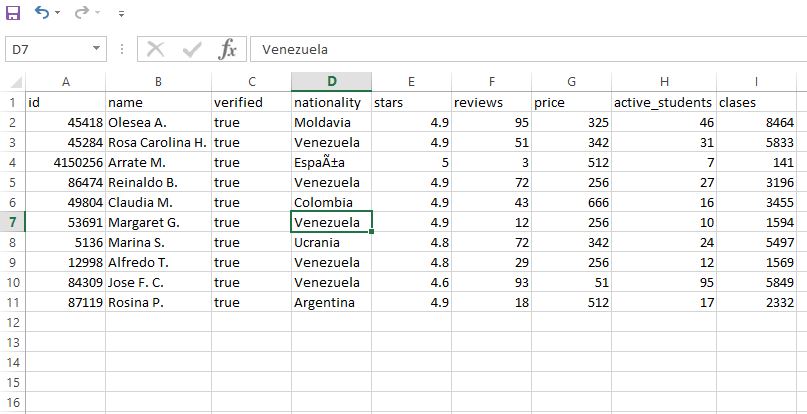 D7 fx Venezuela
A B C D E F G H I
1 id name verified nationality stars reviews price active_students clases
2 45418 Olesea A. true Moldavia 4.9 95 325 46 8464
3 45284 Rosa Carolina H. true Venezuela 4.9 51 342 31 5833
4 4150256 Arrate M. true EspaÃ±a 5 3 512 7 141
5 86474 Reinaldo B. true Venezuela 4.9 72 256 27 3196
6 49804 Claudia M. true Colombia 4.9 43 666 16 3455
7 53691 Margaret G. true Venezuela 4.9 12 256 10 1594
8 5136 Marina S. true Ucrania 4.8 72 342 24 5497
9 12998 Alfredo T. true Venezuela 4.8 29 256 12 1569
10 84309 Jose F. C. true Venezuela 4.6 93 51 95 5849
11 87119 Rosina P. true Argentina 4.9 18 512 17 2332
12
13
14
15
16